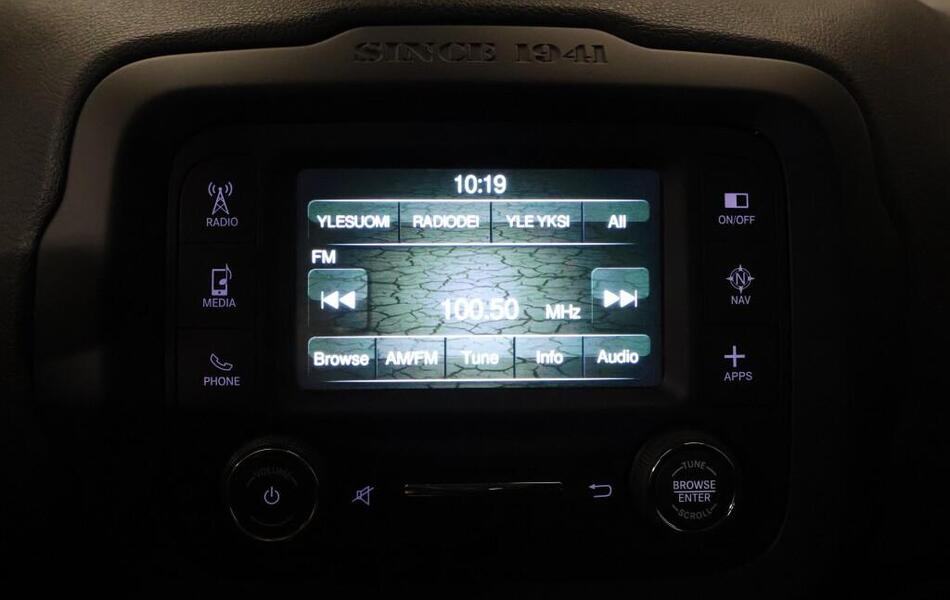 SINCE 1941
10:19
YLESUOMI RADIODEI YLE YKSI All
FM
100.50 MHz
Browse AM/FM Tune Info Audio
RADIO
MEDIA
PHONE
ON/OFF
N
NAV
APPS
VOLUME
TUNE
BROWSE
ENTER
SCROLL